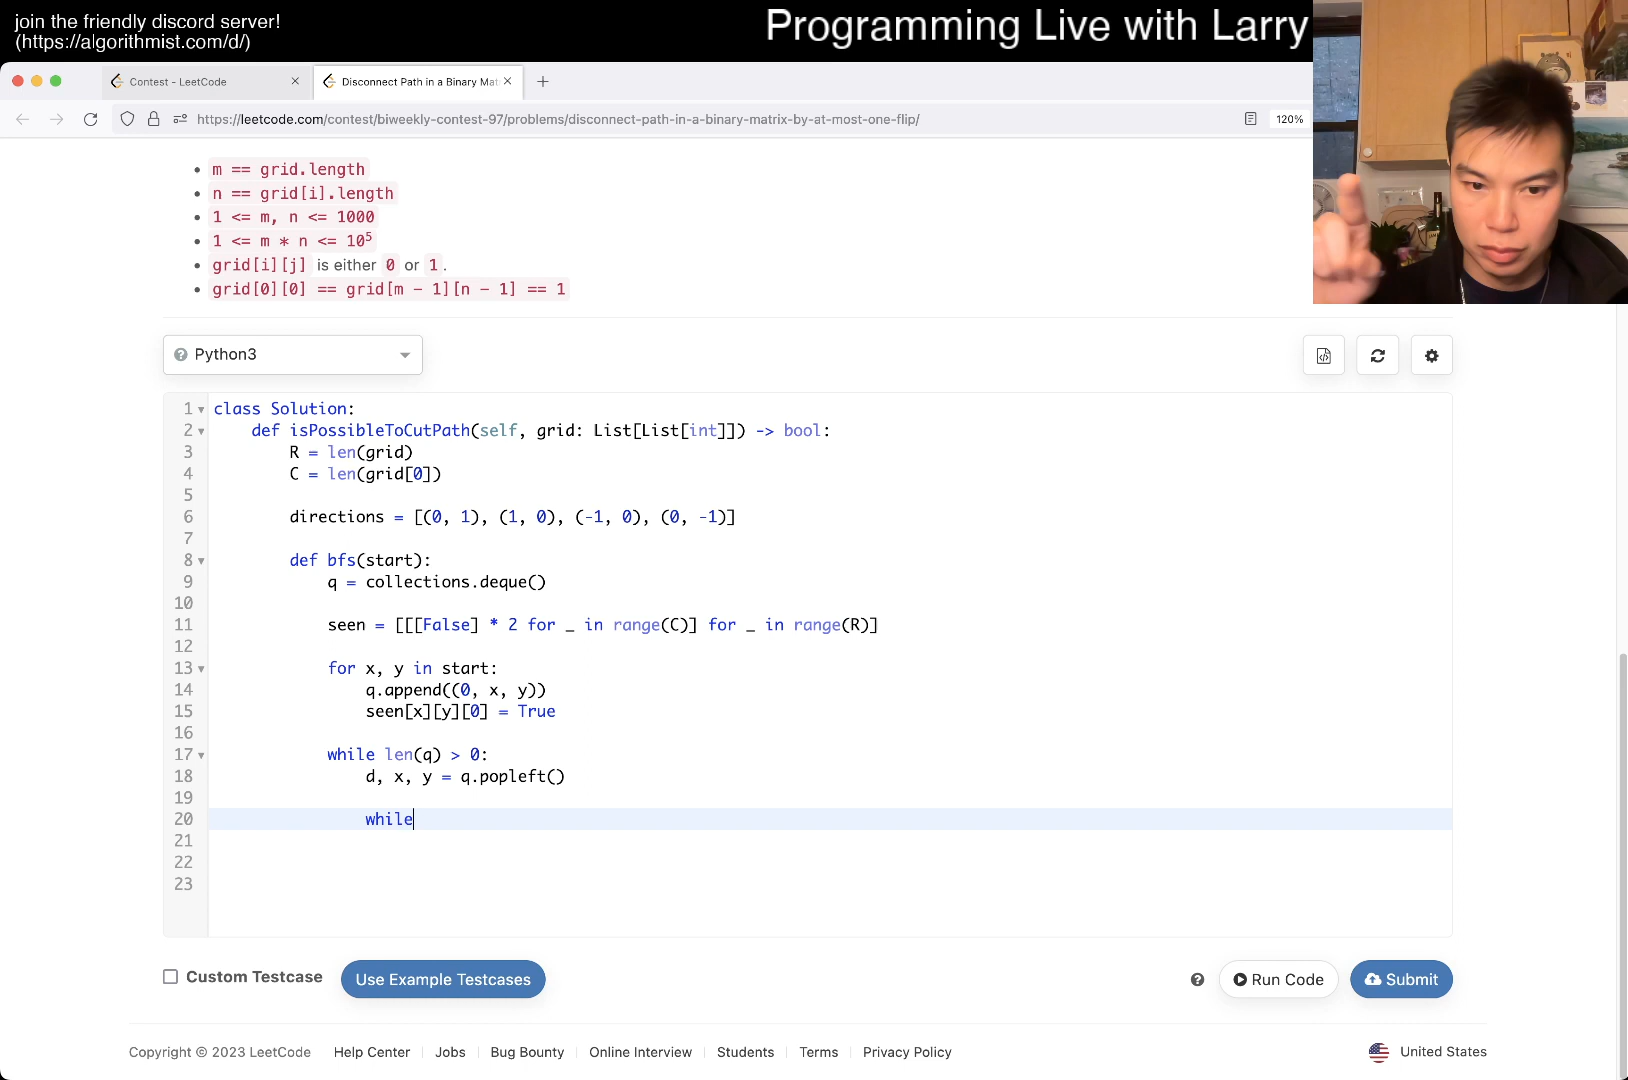 join the friendly discord server!
(https://algorithmist.com/d/)
Programming Live with Larry
Contest - LeetCode
Disconnect Path in a Binary Mat
https://leetcode.com/contest/biweekly-contest-97/problems/disconnect-path-in-a-binary-matrix-by-at-most-one-flip/
120%
m == grid.length
n == grid[i].length
1 <= m, n <= 1000
1 <= m * n <= 10⁵
grid[i][j] is either 0 or 1.
grid[0][0] == grid[m - 1][n - 1] == 1
Python3
1 class Solution:
2 def isPossibleToCutPath(self, grid: List[List[int]]) -> bool:
3 R = len(grid)
4 C = len(grid[0])
5
6 directions = [(0, 1), (1, 0), (-1, 0), (0, -1)]
7
8 def bfs(start):
9 q = collections.deque()
10
11 seen = [[[False] * 2 for _ in range(C)] for _ in range(R)]
12
13 for x, y in start:
14 q.append((0, x, y))
15 seen[x][y][0] = True
16
17 while len(q) > 0:
18 d, x, y = q.popleft()
19
20 while
21
22
23
Custom Testcase
Use Example Testcases
Run Code
Submit
Copyright © 2023 LeetCode
Help Center
Jobs
Bug Bounty
Online Interview
Students
Terms
Privacy Policy
United States